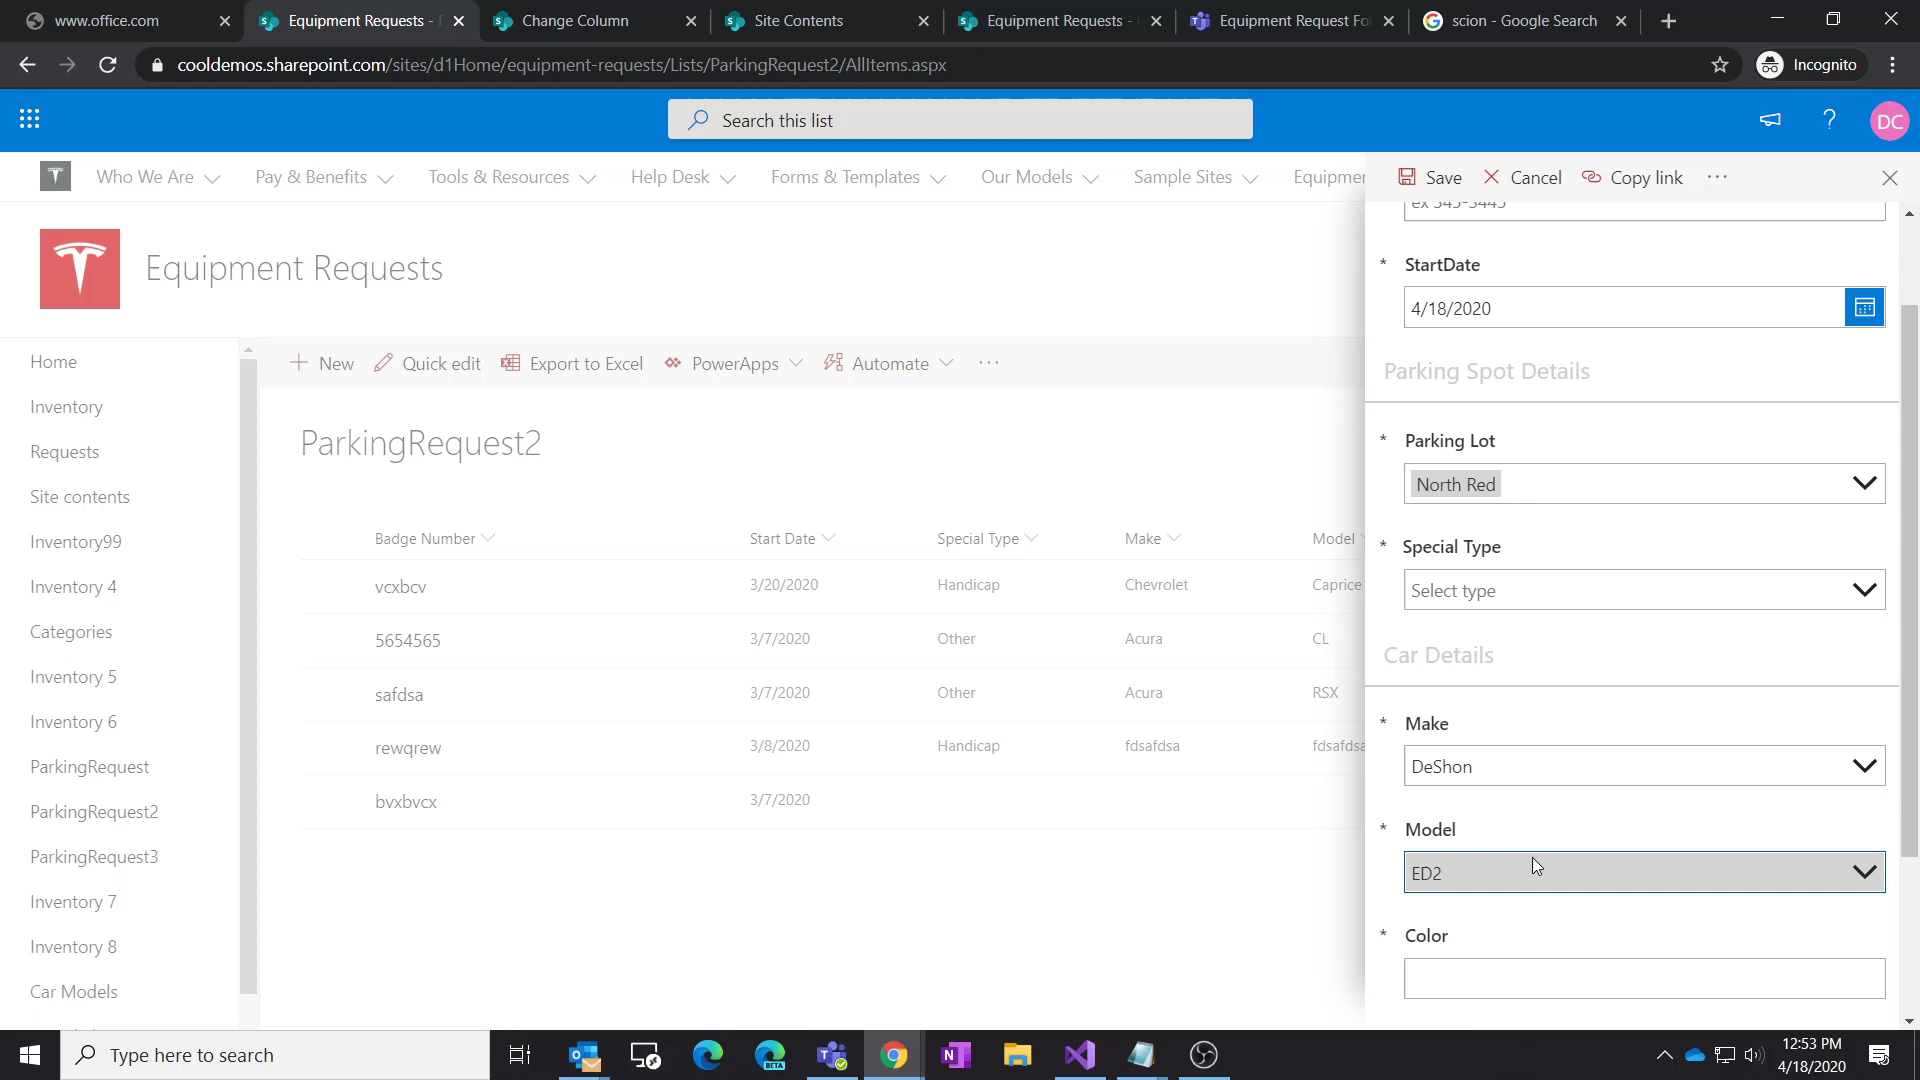 www.office.com
Equipment Requests -
Change Column
Site Contents
Equipment Requests -
Equipment Request Fo
scion - Google Search
cooldemos.sharepoint.com/sites/d1Home/equipment-requests/Lists/ParkingRequest2/AllItems.aspx
Incognito
Search this list
?
DC
Who We Are
Pay & Benefits
Tools & Resources
Help Desk
Forms & Templates
Our Models
Sample Sites
Equipmen
Save
Cancel
Copy link
Equipment Requests
New
Quick edit
Export to Excel
PowerApps
Automate
Home
Inventory
Requests
Site contents
Inventory99
Inventory 4
Categories
Inventory 5
Inventory 6
ParkingRequest
ParkingRequest2
ParkingRequest3
Inventory 7
Inventory 8
Car Models
ParkingRequest2
Badge Number Start Date Special Type Make Model
vcxbcv 3/20/2020 Handicap Chevrolet Caprice
5654565 3/7/2020 Other Acura CL
safdsa 3/7/2020 Other Acura RSX
rewqrew 3/8/2020 Handicap fdsafdsa fdsafdsa
bvxbvcx 3/7/2020
ex 345-3445
* StartDate
4/18/2020
Parking Spot Details
* Parking Lot
North Red
* Special Type
Select type
Car Details
* Make
DeShon
* Model
ED2
* Color
Type here to search
BETA
12:53 PM
4/18/2020